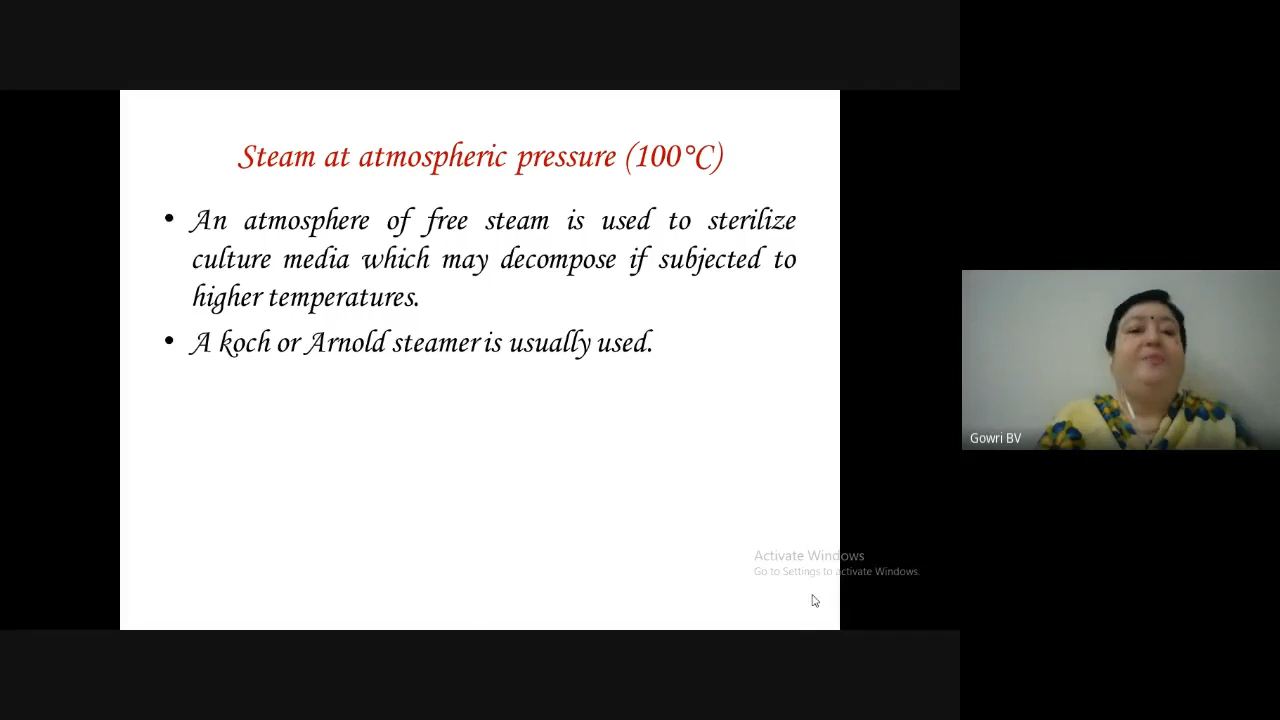 Steam at atmospheric pressure (100°C)
• An atmosphere of free steam is used to sterilize
culture media which may decompose if subjected to
higher temperatures.
• A koch or Arnold steamer is usually used.
Activate Windows
Go to Settings to activate Windows.
Gowri BV